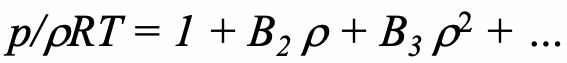 p/ρRT = 1 + B₂ ρ + B₃ ρ² + ...